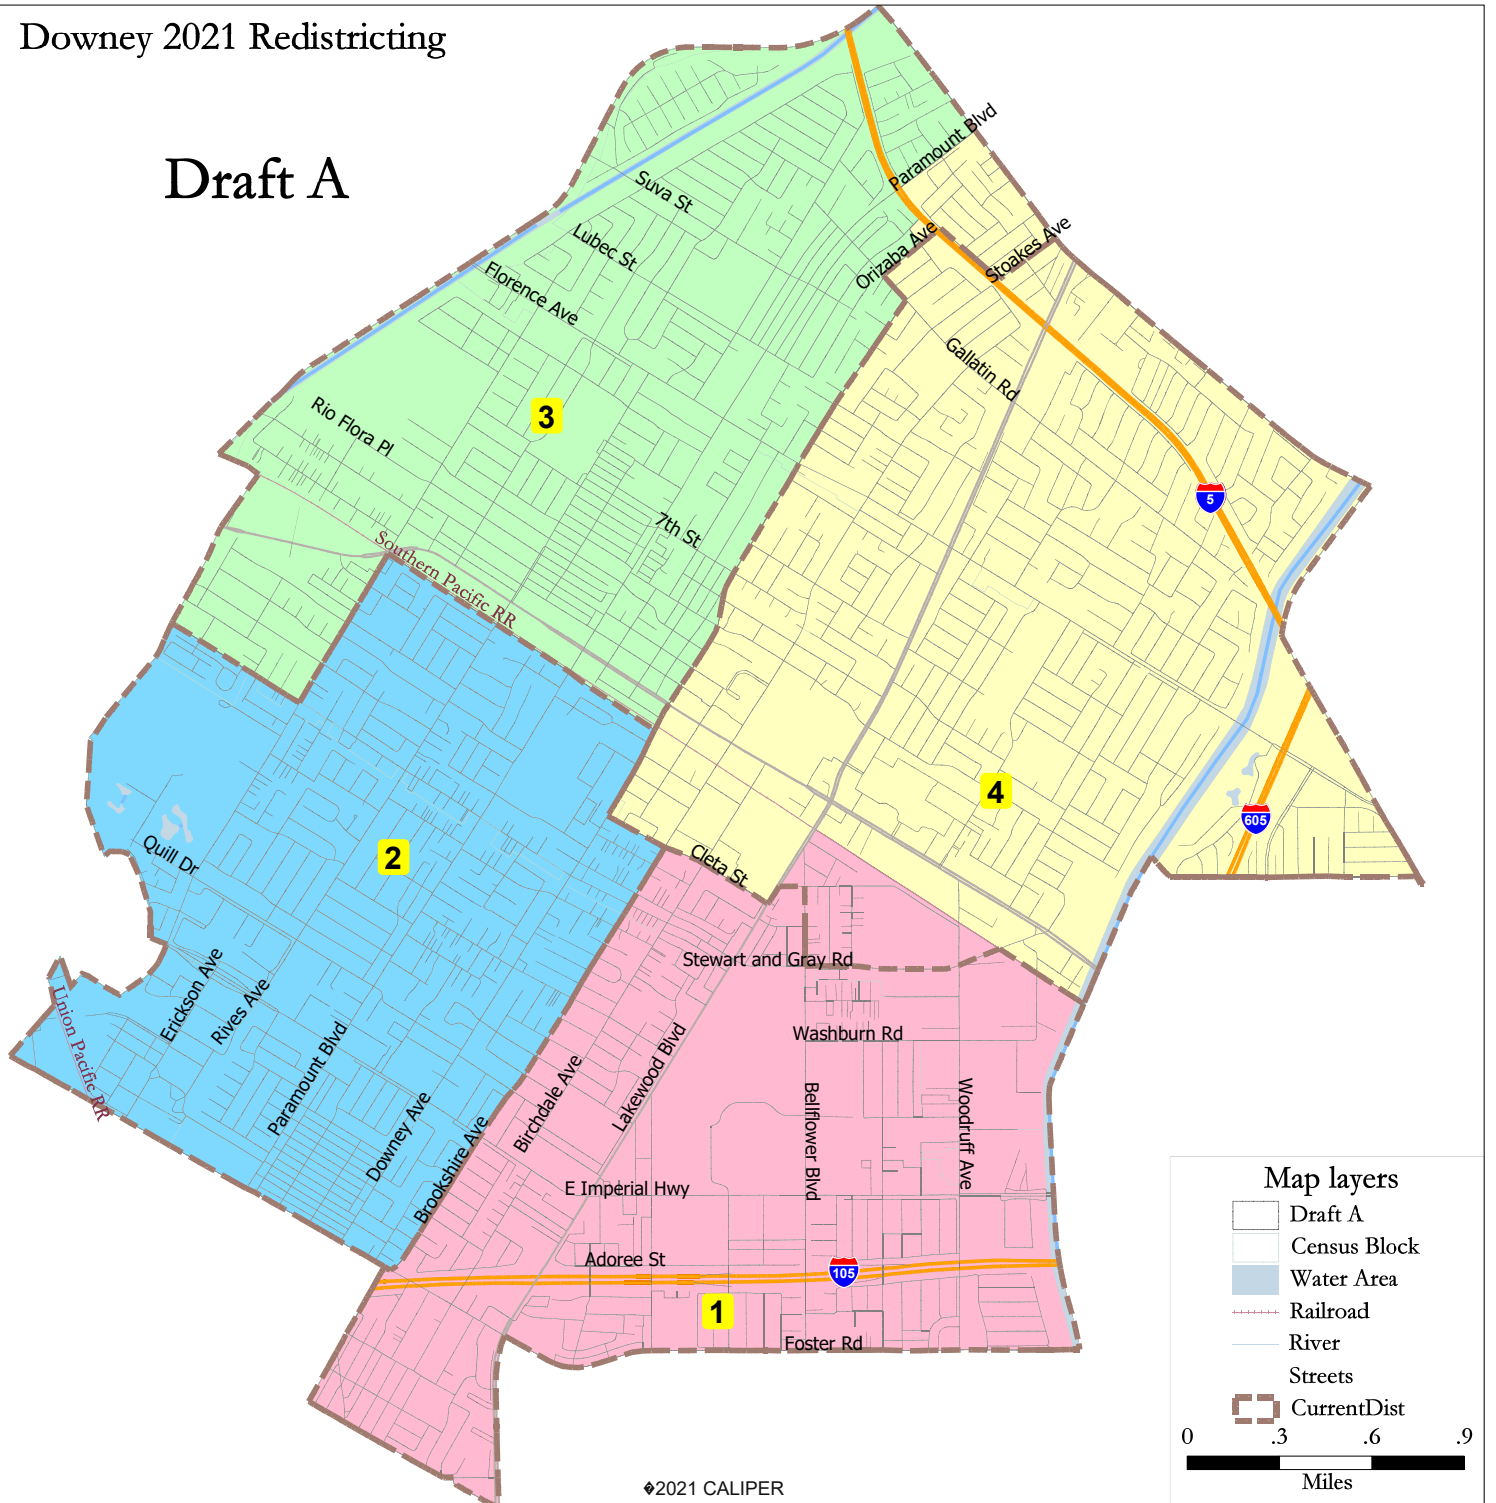 Downey 2021 Redistricting
Draft A
Paramount Blvd
Suva St
Lubec St
Orizaba Ave
Stoakes Ave
Florence Ave
Gallatin Rd
Rio Flora Pl
3
5
7th St
Southern Pacific RR
4
605
Quill Dr
2
Cleta St
Stewart and Gray Rd
Erickson Ave
Rives Ave
Union Pacific RR
Paramount Blvd
Washburn Rd
Lakewood Blvd
Birchdale Ave
Bellflower Blvd
Woodruff Ave
Downey Ave
Brookshire Ave
E Imperial Hwy
Adoree St
105
1
Foster Rd
Map layers
Draft A
Census Block
Water Area
Railroad
River
Streets
CurrentDist
0 .3 .6 .9
Miles
�2021 CALIPER